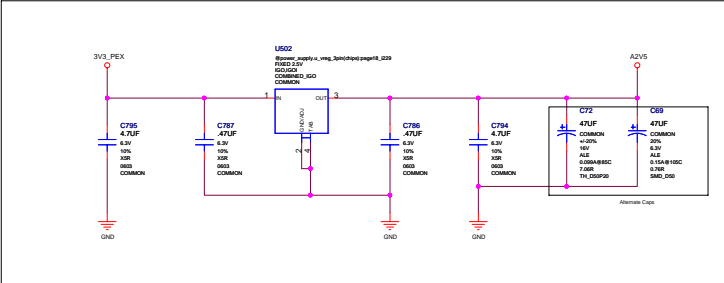 3V3_PEX
U502
@power_supply.u_vreg_3pin(chips):page18_I229
FIXED 2.5V
IGO,IGOI
COMBINED_IGO
COMMON
A2V5
1
IN
OUT
3
GND/ADJ
TAB
2
4
C795
4.7UF
6.3V
10%
X5R
0603
COMMON
C787
.47UF
6.3V
10%
X5R
0603
COMMON
C786
.47UF
6.3V
10%
X5R
0603
COMMON
C794
4.7UF
6.3V
10%
X5R
0603
COMMON
C72
47UF
COMMON
+/-20%
16V
ALE
0.099A@85C
7.06R
TH_D50P20
C69
47UF
COMMON
20%
6.3V
ALE
0.15A@105C
0.76R
SMD_D50
Alternate Caps
GND
GND
GND